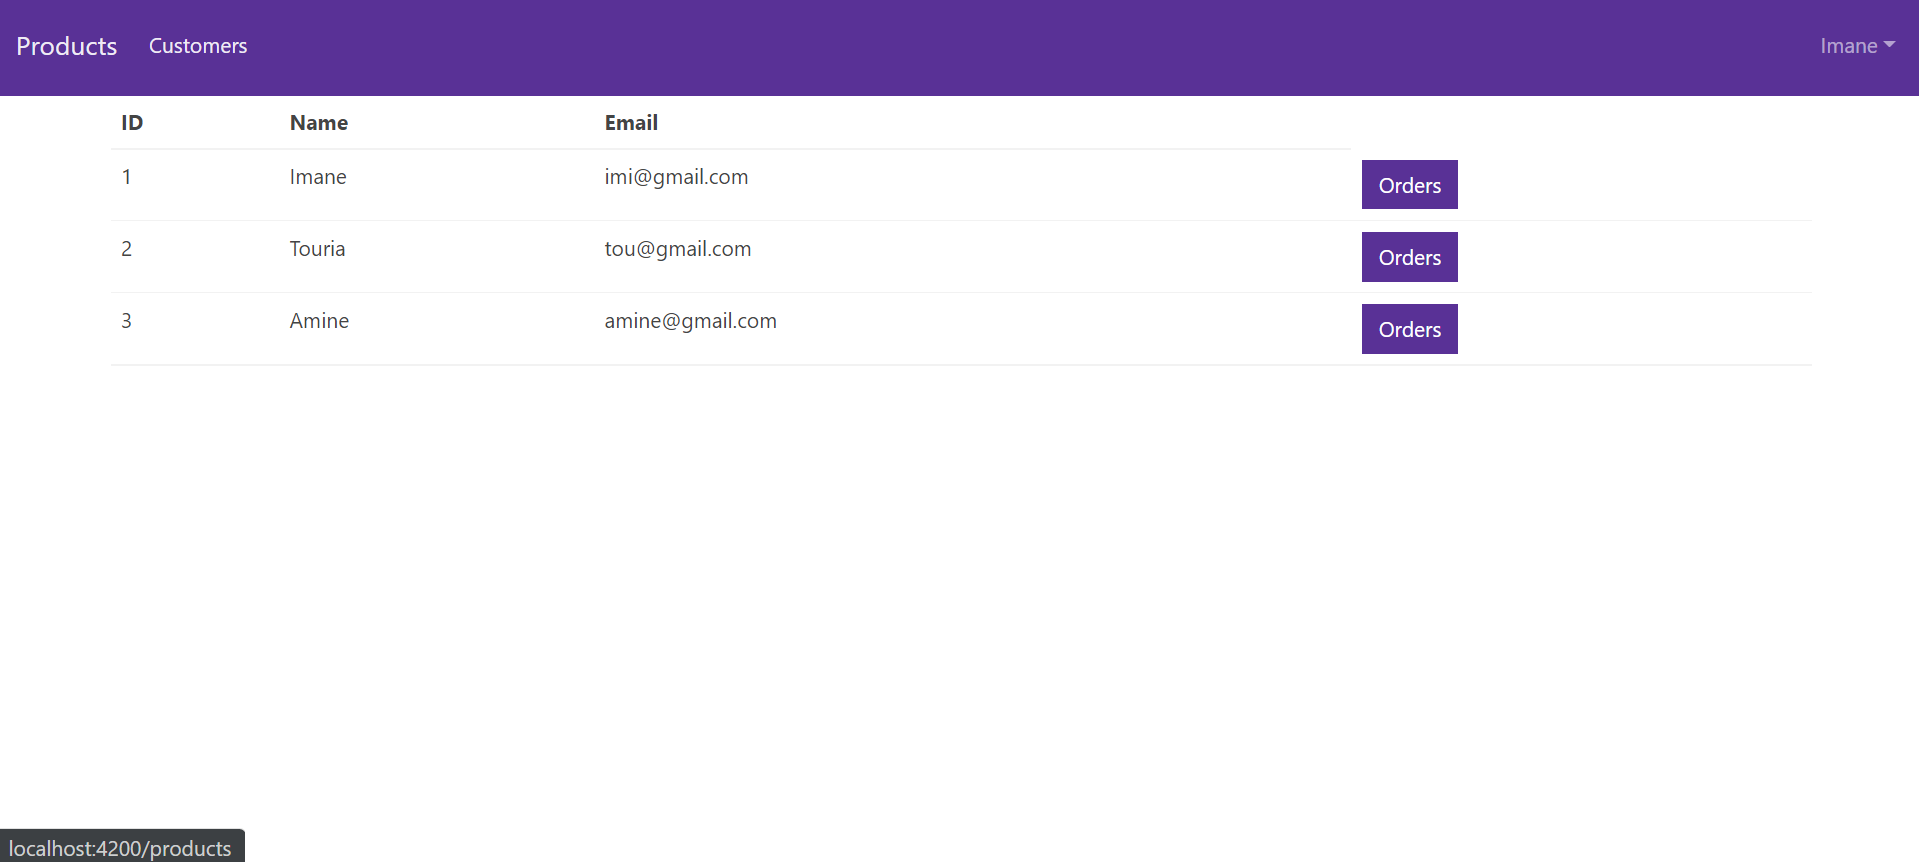 Products Customers Imane
ID Name Email
1 Imane imi@gmail.com Orders
2 Touria tou@gmail.com Orders
3 Amine amine@gmail.com Orders
localhost:4200/products